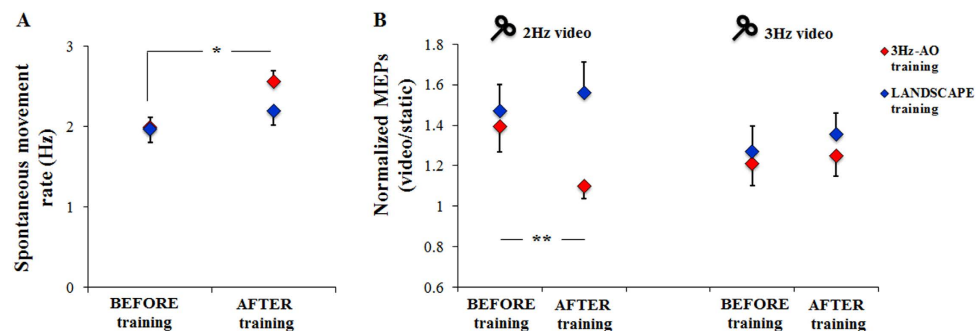 A
Spontaneous movement
rate (Hz)
3
2
1
0
*
BEFORE
training
AFTER
training
B
Normalized MEPs
(video/static)
1.8
1.6
1.4
1.2
1
0.8
0.6
2Hz video
3Hz video
**
BEFORE
training
AFTER
training
BEFORE
training
AFTER
training
3Hz-AO
training
LANDSCAPE
training